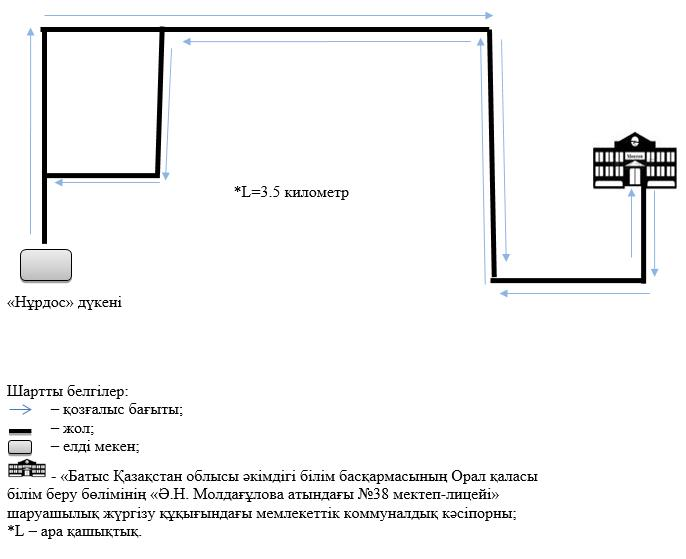 Мектеп
*L=3.5 километр
«Нұрдос» дүкені
Шартты белгілер:
– қозғалыс бағыты;
– жол;
– елді мекен;
- «Батыс Қазақстан облысы әкімдігі білім басқармасының Орал қаласы
білім беру бөлімінің «Ә.Н. Молдағұлова атындағы №38 мектеп-лицейі»
шаруашылық жүргізу құқығындағы мемлекеттік коммуналдық кәсіпорны;
*L – ара қашықтық.